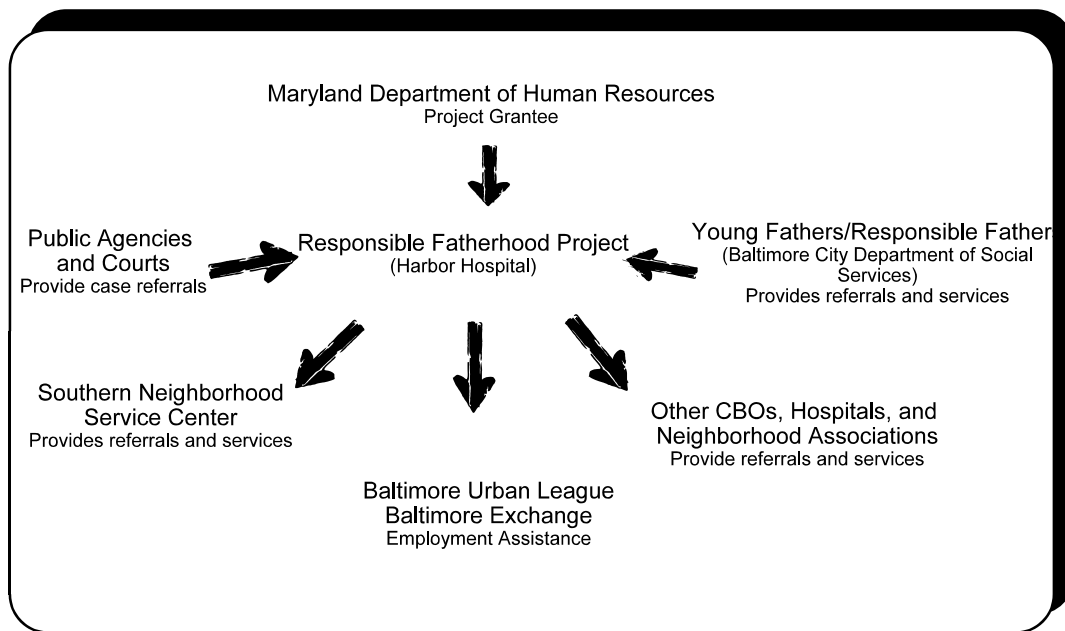 Maryland Department of Human Resources
Project Grantee
Public Agencies
and Courts
Provide case referrals
Responsible Fatherhood Project
(Harbor Hospital)
Young Fathers/Responsible Fathers
(Baltimore City Department of Social
Services)
Provides referrals and services
Southern Neighborhood
Service Center
Provides referrals and services
Baltimore Urban League
Baltimore Exchange
Employment Assistance
Other CBOs, Hospitals, and
Neighborhood Associations
Provide referrals and services